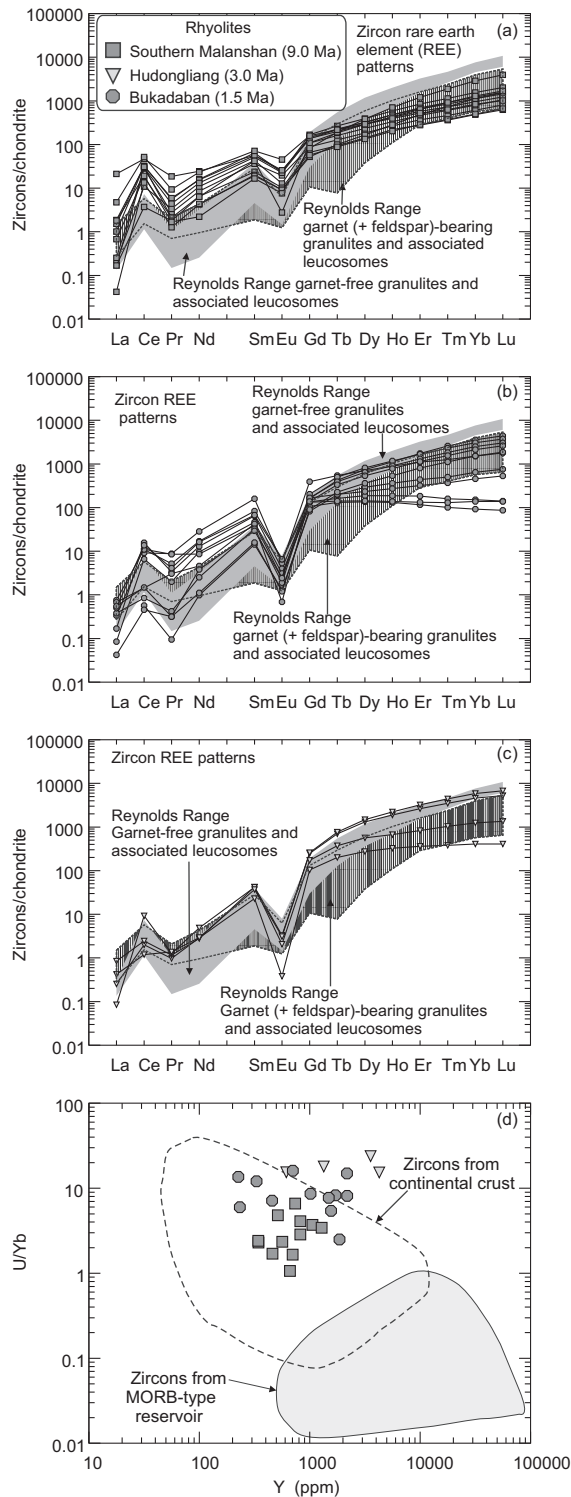 Rhyolites
Southern Malanshan (9.0 Ma)
Hudongliang (3.0 Ma)
Bukadaban (1.5 Ma)
(a)
Zircon rare earth
element (REE)
patterns
100000
10000
1000
100
10
1
0.1
0.01
Zircons/chondrite
Reynolds Range
garnet (+ feldspar)-bearing
granulites and associated
leucosomes
Reynolds Range garnet-free granulites and
associated leucosomes
La Ce Pr Nd Sm Eu Gd Tb Dy Ho Er Tm Yb Lu
(b)
Zircon REE
patterns
100000
10000
1000
100
10
1
0.1
0.01
Zircons/chondrite
Reynolds Range
garnet-free granulites
and associated leucosomes
Reynolds Range
garnet (+ feldspar)-bearing granulites
and associated leucosomes
La Ce Pr Nd Sm Eu Gd Tb Dy Ho Er Tm Yb Lu
(c)
Zircon REE patterns
100000
10000
1000
100
10
1
0.1
0.01
Zircons/chondrite
Reynolds Range
Garnet-free granulites and
associated leucosomes
Reynolds Range
Garnet (+ feldspar)-bearing granulites
and associated leucosomes
La Ce Pr Nd Sm Eu Gd Tb Dy Ho Er Tm Yb Lu
(d)
100
10
1
0.1
0.01
U/Yb
Zircons from
continental crust
Zircons from
MORB-type
reservoir
10 100 1000 10000 100000
Y (ppm)